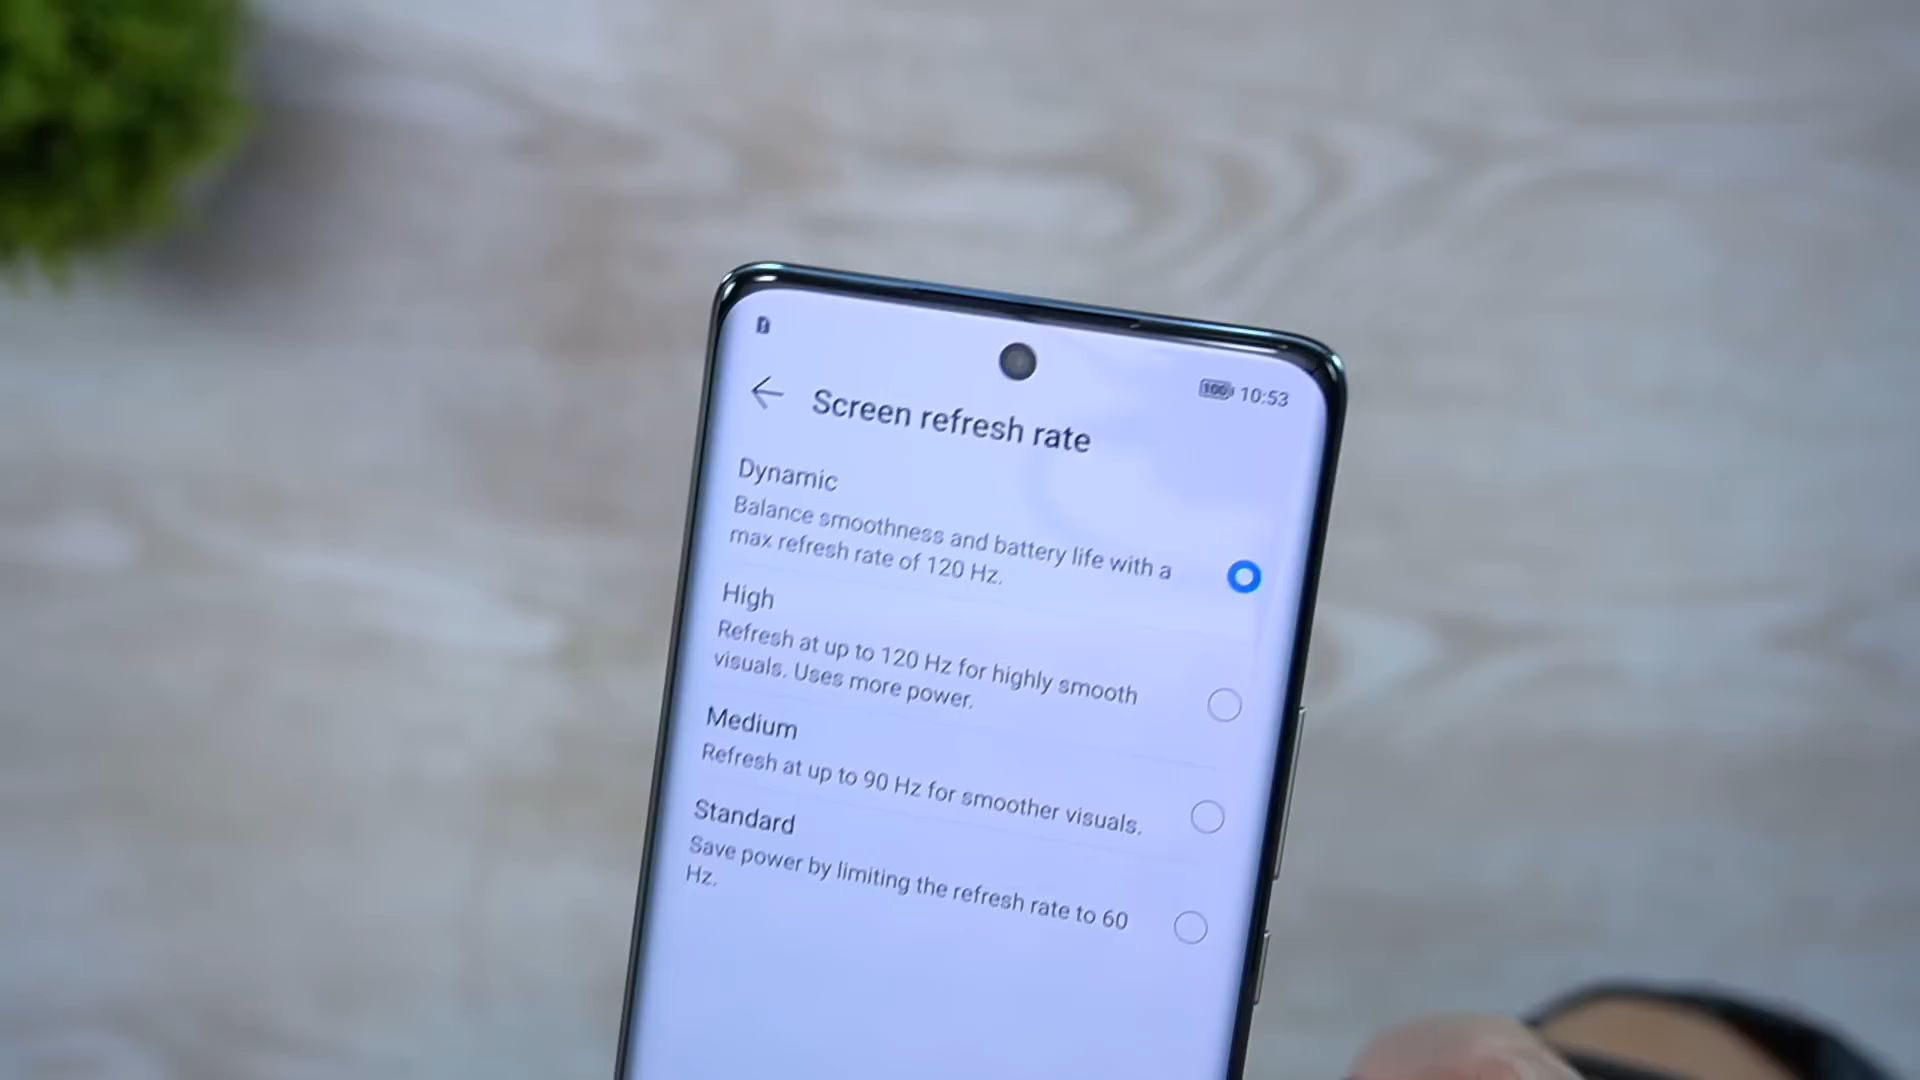 100 10:53
Screen refresh rate
Dynamic
Balance smoothness and battery life with a
max refresh rate of 120 Hz.
High
Refresh at up to 120 Hz for highly smooth
visuals. Uses more power.
Medium
Refresh at up to 90 Hz for smoother visuals.
Standard
Save power by limiting the refresh rate to 60
Hz.